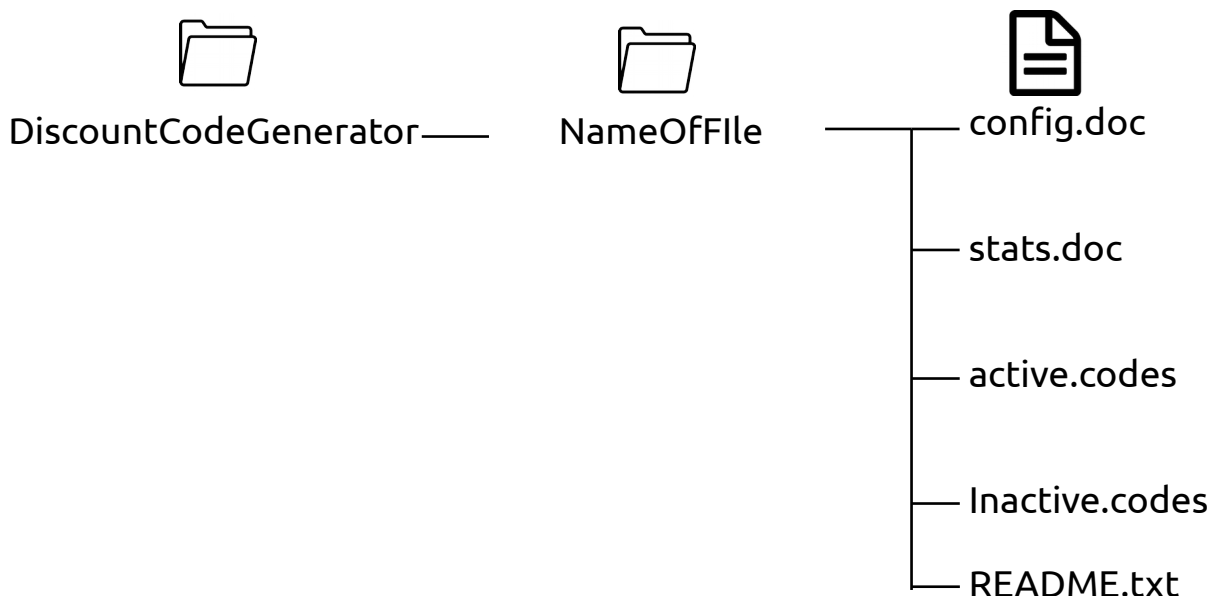 DiscountCodeGenerator
NameOfFIle
config.doc
stats.doc
active.codes
Inactive.codes
README.txt